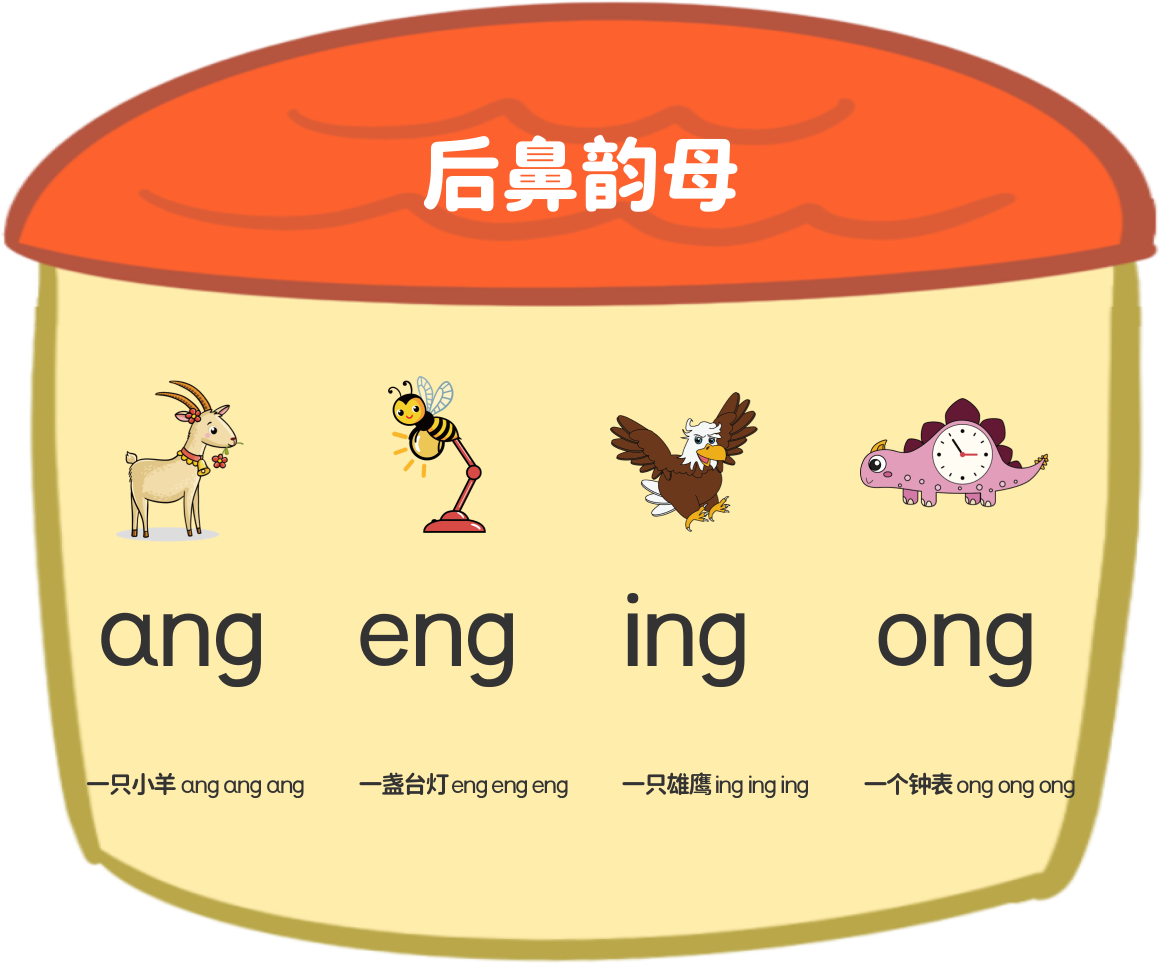 后鼻韵母
ang eng ing ong
一只小羊 ang ang ang
一盏台灯 eng eng eng
一只雄鹰 ing ing ing
一个钟表 ong ong ong